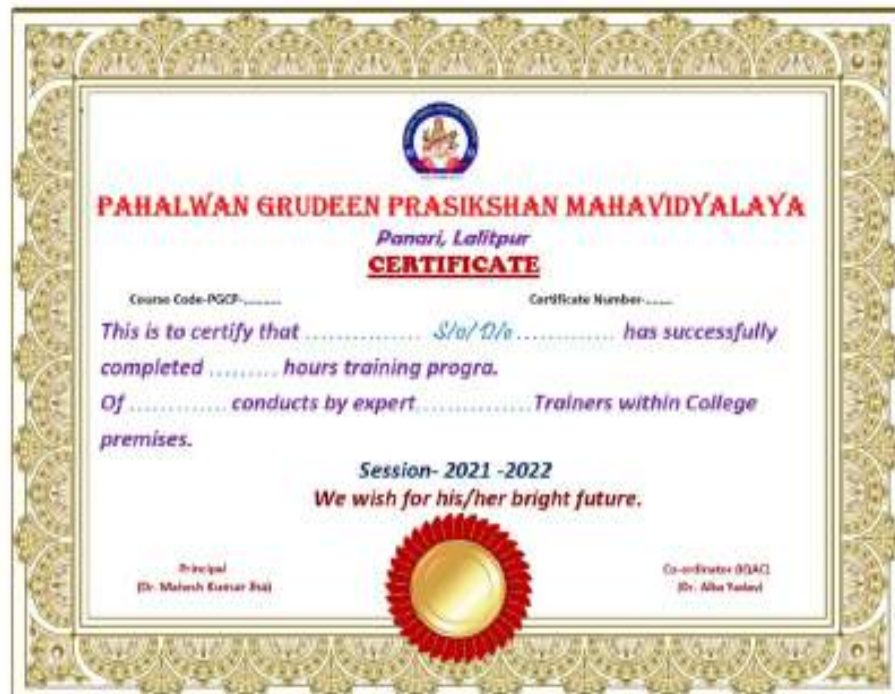 PAHALWAN GRUDEEN PRASIKSHAN MAHAVIDYALAYA
Panari, Lalitpur
CERTIFICATE
Course Code-PGCP-......... Certificate Number-.......
This is to certify that ................ S/o/D/o .............. has successfully
completed ......... hours training progra.
Of ............. conducts by expert................Trainers within College
premises.
Session- 2021 -2022
We wish for his/her bright future.
Principal Co-ordinator (IQAC)
(Dr. Mahesh Kumar Jha) (Dr. Alka Yadav)